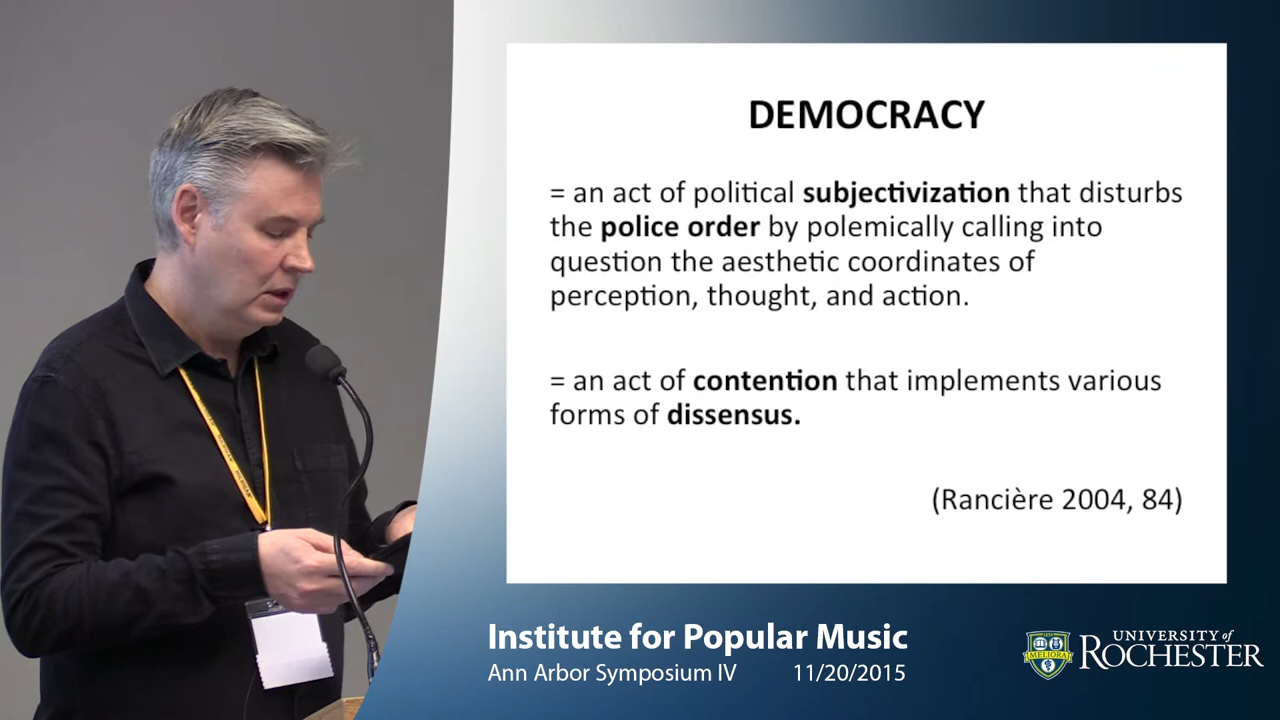 DEMOCRACY
= an act of political subjectivization that disturbs
the police order by polemically calling into
question the aesthetic coordinates of
perception, thought, and action.
= an act of contention that implements various
forms of dissensus.
(Rancière 2004, 84)
Institute for Popular Music
Ann Arbor Symposium IV 11/20/2015
MELIORA
UNIVERSITY of
ROCHESTER